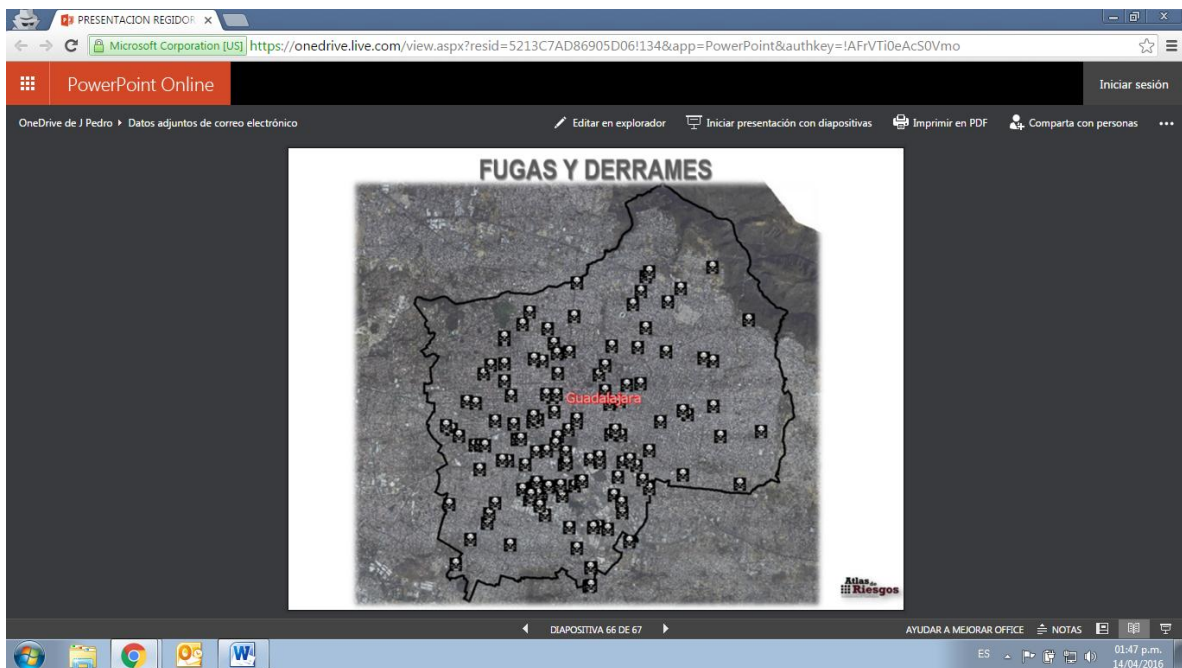 PRESENTACION REGIDOR
Microsoft Corporation [US] https://onedrive.live.com/view.aspx?resid=5213C7AD86905D06!134&app=PowerPoint&authkey=!AFrVTi0eAcS0Vmo
PowerPoint Online
Iniciar sesión
OneDrive de J Pedro Datos adjuntos de correo electrónico
Editar en explorador Iniciar presentación con diapositivas Imprimir en PDF Comparta con personas ...
FUGAS Y DERRAMES
Guadalajara
Atlas de
Riesgos
DIAPOSITIVA 66 DE 67
AYUDAR A MEJORAR OFFICE NOTAS
ES
01:47 p.m.
14/04/2016